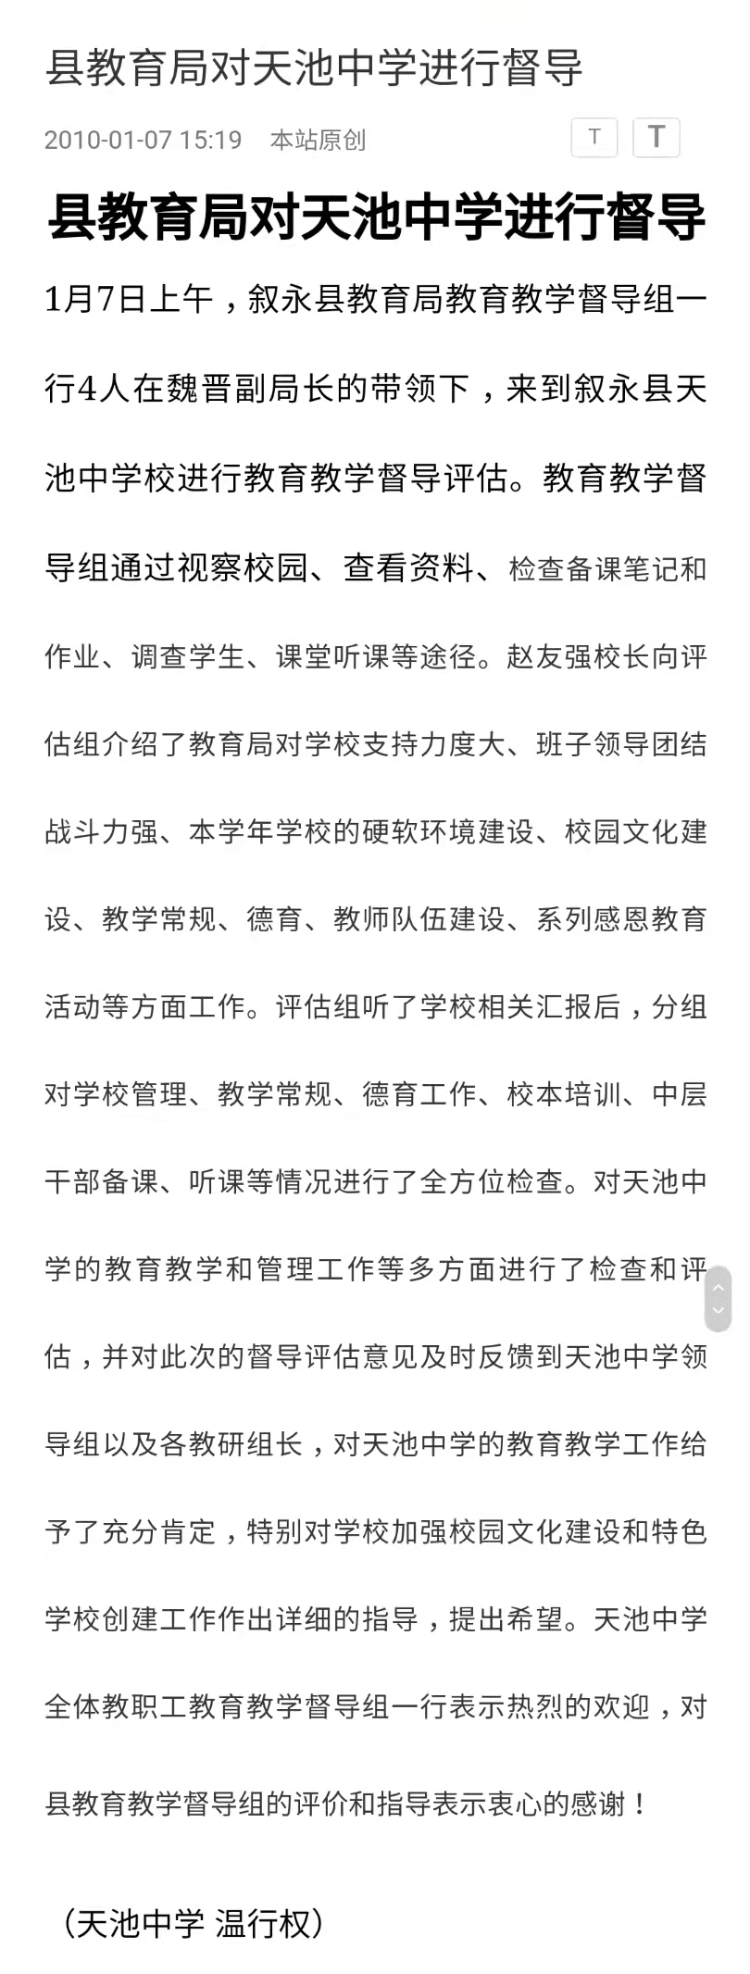 县教育局对天池中学进行督导
2010-01-07 15:19 本站原创
T T
县教育局对天池中学进行督导
1月7日上午，叙永县教育局教育教学督导组一
行4人在魏晋副局长的带领下，来到叙永县天
池中学校进行教育教学督导评估。教育教学督
导组通过视察校园、查看资料、检查备课笔记和
作业、调查学生、课堂听课等途径。赵友强校长向评
估组介绍了教育局对学校支持力度大、班子领导团结
战斗力强、本学年学校的硬软环境建设、校园文化建
设、教学常规、德育、教师队伍建设、系列感恩教育
活动等方面工作。评估组听了学校相关汇报后，分组
对学校管理、教学常规、德育工作、校本培训、中层
干部备课、听课等情况进行了全方位检查。对天池中
学的教育教学和管理工作等多方面进行了检查和评
估，并对此次的督导评估意见及时反馈到天池中学领
导组以及各教研组长，对天池中学的教育教学工作给
予了充分肯定，特别对学校加强校园文化建设和特色
学校创建工作作出详细的指导，提出希望。天池中学
全体教职工教育教学督导组一行表示热烈的欢迎，对
县教育教学督导组的评价和指导表示衷心的感谢！
（天池中学 温行权）